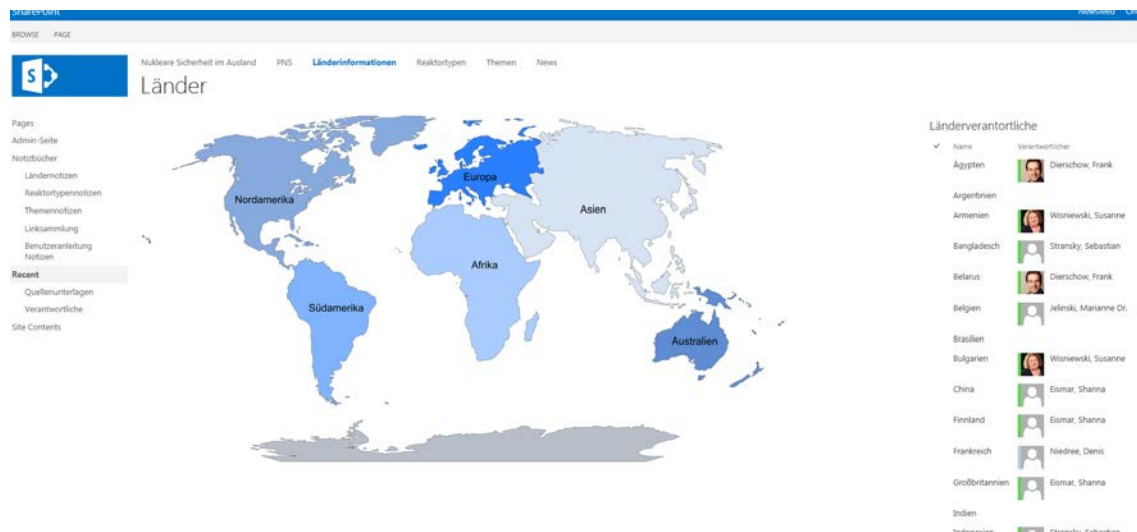 SharePoint
Newsfeed
BROWSE PAGE
Nukleare Sicherheit im Ausland PNS Länderinformationen Reaktortypen Themen News
Länder
Pages
Admin-Seite
Notizbücher
Ländernotizen
Reaktortypennotizen
Themennotizen
Linksammlung
Benutzeranleitung
Notizen
Recent
Quellenunterlagen
Verantwortliche
Site Contents
Nordamerika
Europa
Asien
Afrika
Südamerika
Australien
Länderverantortliche
Name Verantwortlicher
Ägypten Dierschow, Frank
Argentinien
Armenien Wisniewski, Susanne
Bangladesch Stransky, Sebastian
Belarus Dierschow, Frank
Belgien Jelinski, Marianne Dr.
Brasilien
Bulgarien Wisniewski, Susanne
China Eismar, Shanna
Finnland Eismar, Shanna
Frankreich Niedree, Denis
Großbritannien Eismar, Shanna
Indien
Indonesien Stransky, Sebastian